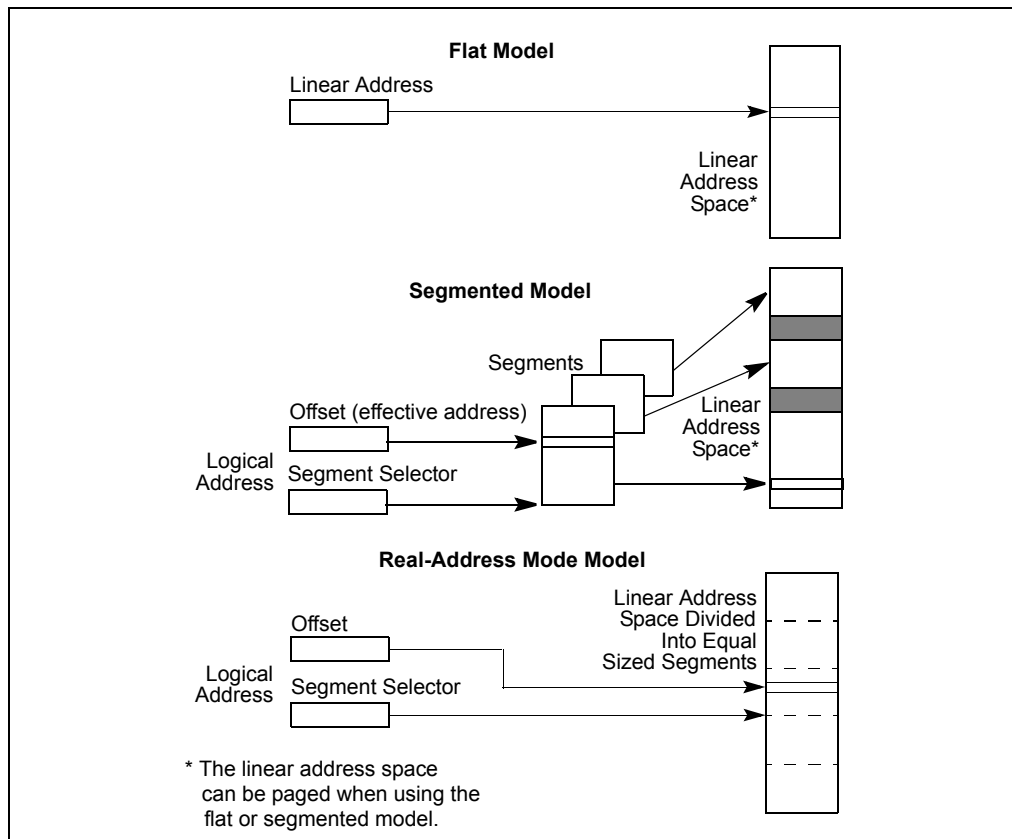 Flat Model
Linear Address
Linear
Address
Space*
Segmented Model
Segments
Offset (effective address)
Logical
Address
Segment Selector
Linear
Address
Space*
Real-Address Mode Model
Offset
Logical
Address
Segment Selector
Linear Address
Space Divided
Into Equal
Sized Segments
* The linear address space
can be paged when using the
flat or segmented model.